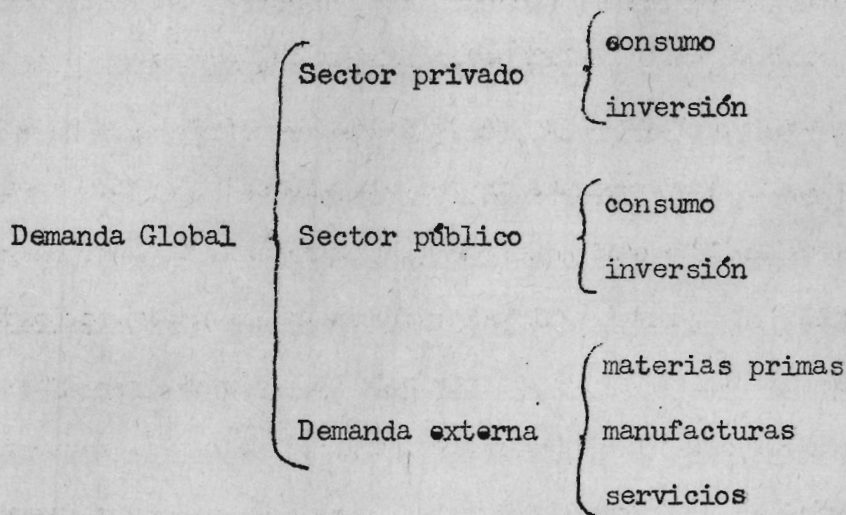 consumo
Sector privado
inversión
consumo
Demanda Global Sector público
inversión
materias primas
Demanda externa manufacturas
servicios